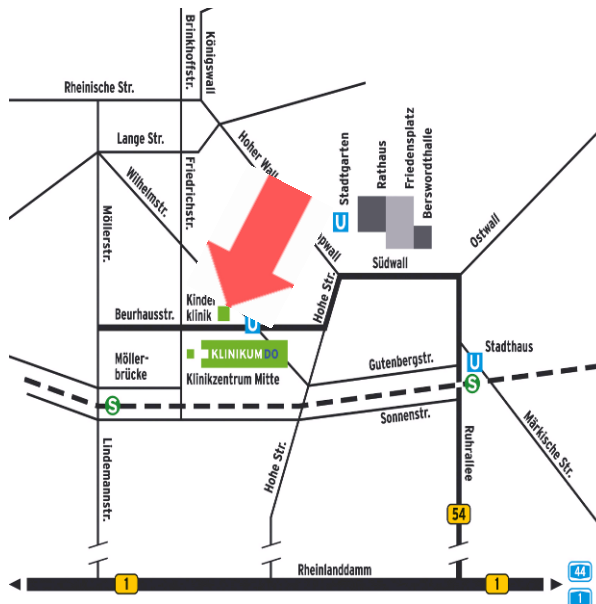 Brinkhoffstr.
Königswall
Rheinische Str.
Lange Str.
Hoher Wall
Wilhelmstr.
Friedrichstr.
Möllerstr.
U
Stadtgarten
Rathaus
Friedensplatz
Berswordthalle
Ostwall
Südwall
Kinder
klinik
Beurhausstr.
U
Hohe Str.
KLINIKUMDO
Klinikzentrum Mitte
Möller-
brücke
Gutenbergstr.
U
Stadthaus
S
S
Sonnenstr.
Märkische Str.
Ruhrallee
Lindemannstr.
Hohe Str.
54
Rheinlanddamm
1
1
44
1